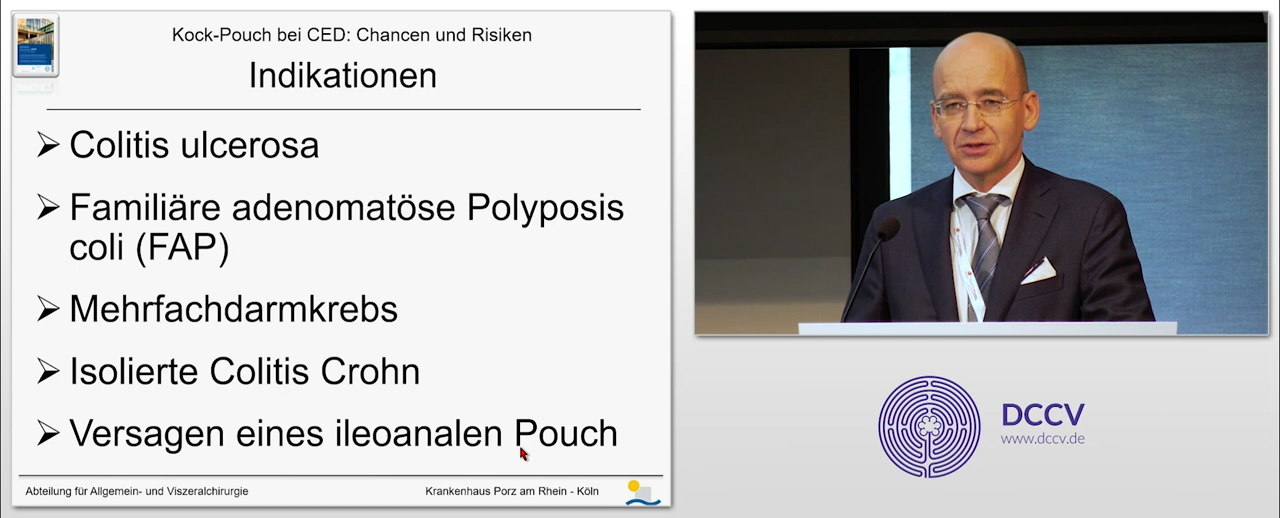 Kock-Pouch bei CED: Chancen und Risiken
Indikationen
➢ Colitis ulcerosa
➢ Familiäre adenomatöse Polyposis
coli (FAP)
➢ Mehrfachdarmkrebs
➢ Isolierte Colitis Crohn
➢ Versagen eines ileoanalen Pouch
Abteilung für Allgemein- und Viszeralchirurgie
Krankenhaus Porz am Rhein - Köln
DCCV
www.dccv.de